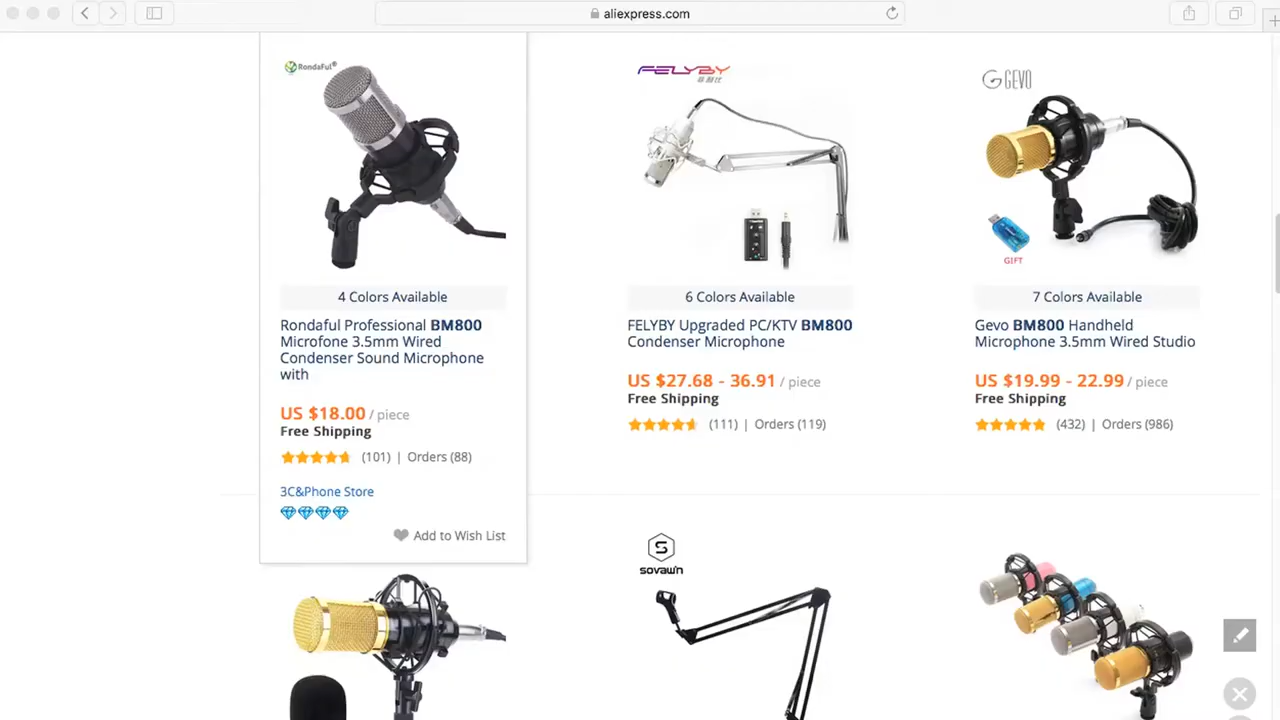 aliexpress.com
RondaFul®
4 Colors Available
Rondaful Professional BM800
Microfone 3.5mm Wired
Condenser Sound Microphone
with
US $18.00 / piece
Free Shipping
(101) | Orders (88)
3C&Phone Store
Add to Wish List
FELYBY
6 Colors Available
FELYBY Upgraded PC/KTV BM800
Condenser Microphone
US $27.68 - 36.91 / piece
Free Shipping
(111) | Orders (119)
GEVO
GIFT
7 Colors Available
Gevo BM800 Handheld
Microphone 3.5mm Wired Studio
US $19.99 - 22.99 / piece
Free Shipping
(432) | Orders (986)
S
sovawn